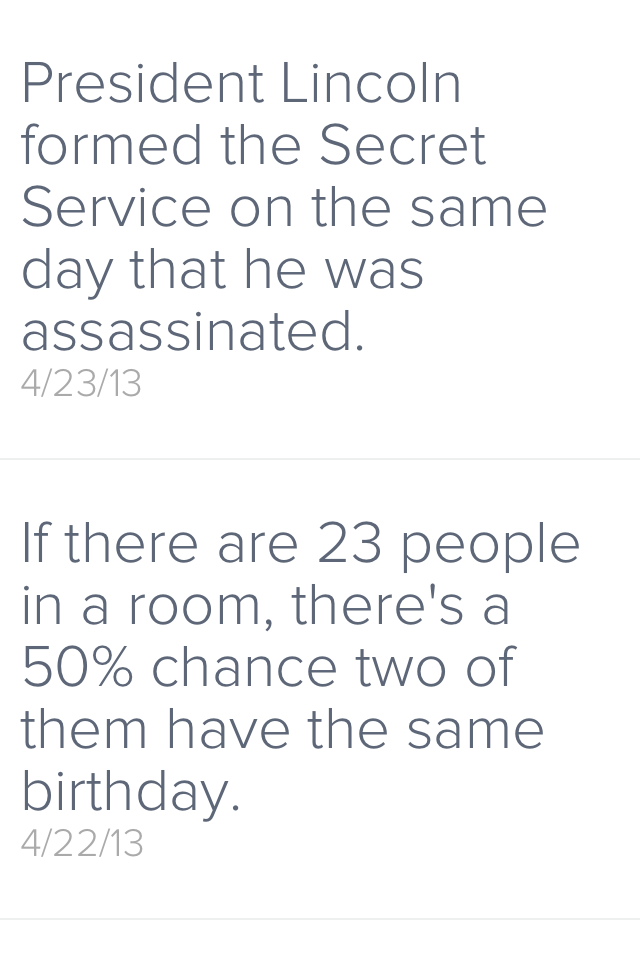 President Lincoln
formed the Secret
Service on the same
day that he was
assassinated.
4/23/13
If there are 23 people
in a room, there's a
50% chance two of
them have the same
birthday.
4/22/13